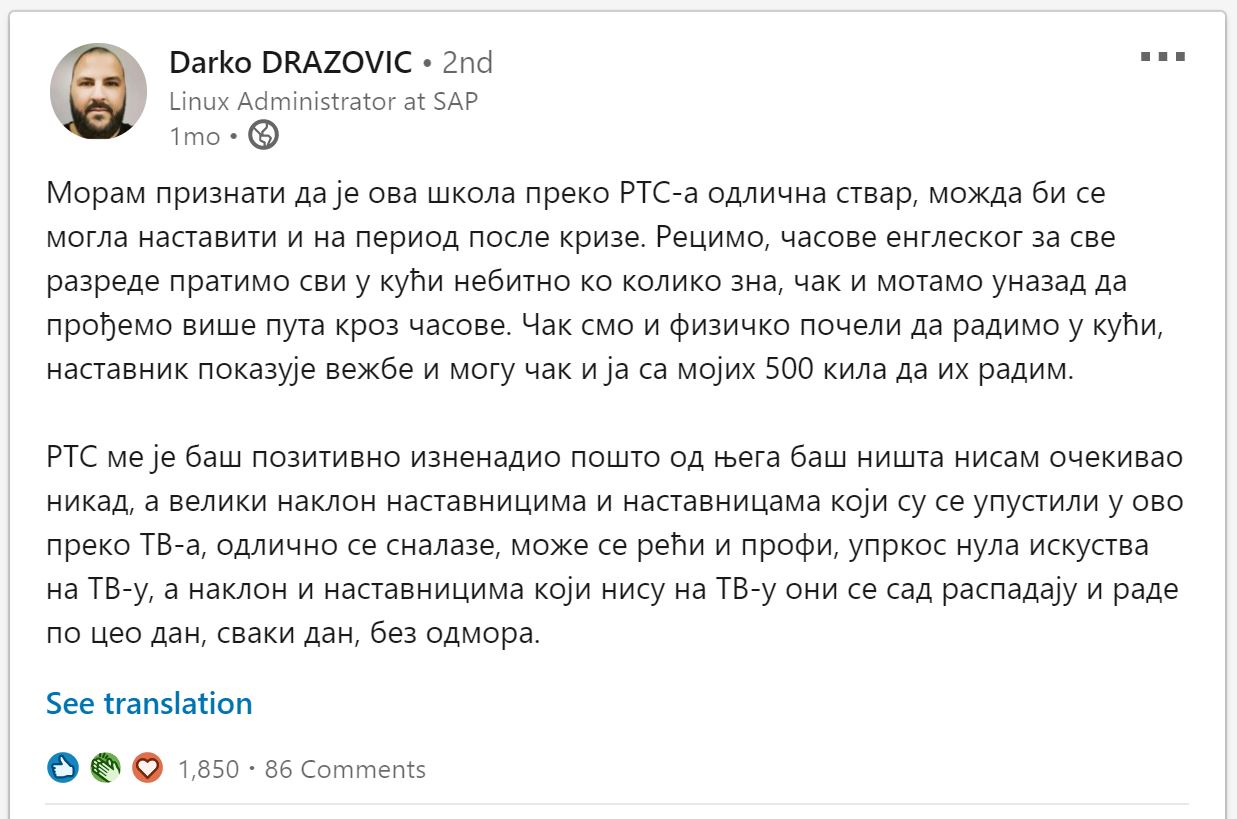 Darko DRAZOVIC • 2nd
Linux Administrator at SAP
1mo •
Морам признати да је ова школа преко РТС-а одлична ствар, можда би се
могла наставити и на период после кризе. Рецимо, часове енглеског за све
разреде пратимо сви у кући небитно ко колико зна, чак и мотамо уназад да
прођемо више пута кроз часове. Чак смо и физичко почели да радимо у кући,
наставник показује вежбе и могу чак и ја са мојих 500 кила да их радим.
РТС ме је баш позитивно изненадио пошто од њега баш ништа нисам очекивао
никад, а велики наклон наставницима и наставницама који су се упустили у ово
преко ТВ-а, одлично се сналазе, може се рећи и профи, упркос нула искуства
на ТВ-у, а наклон и наставницима који нису на ТВ-у они се сад распадају и раде
по цео дан, сваки дан, без одмора.
See translation
1,850 · 86 Comments